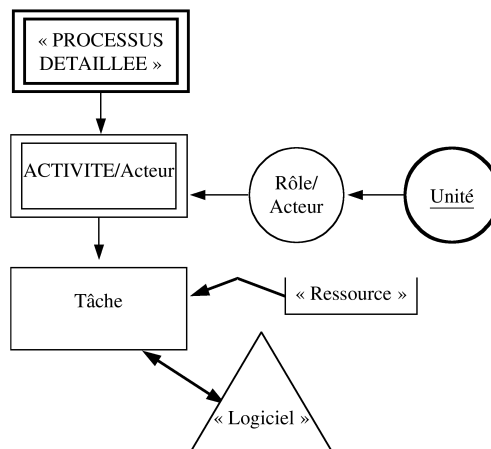 « PROCESSUS
DETAILLEE »
ACTIVITE/Acteur
Rôle/
Acteur
Unité
Tâche
« Ressource »
« Logiciel »